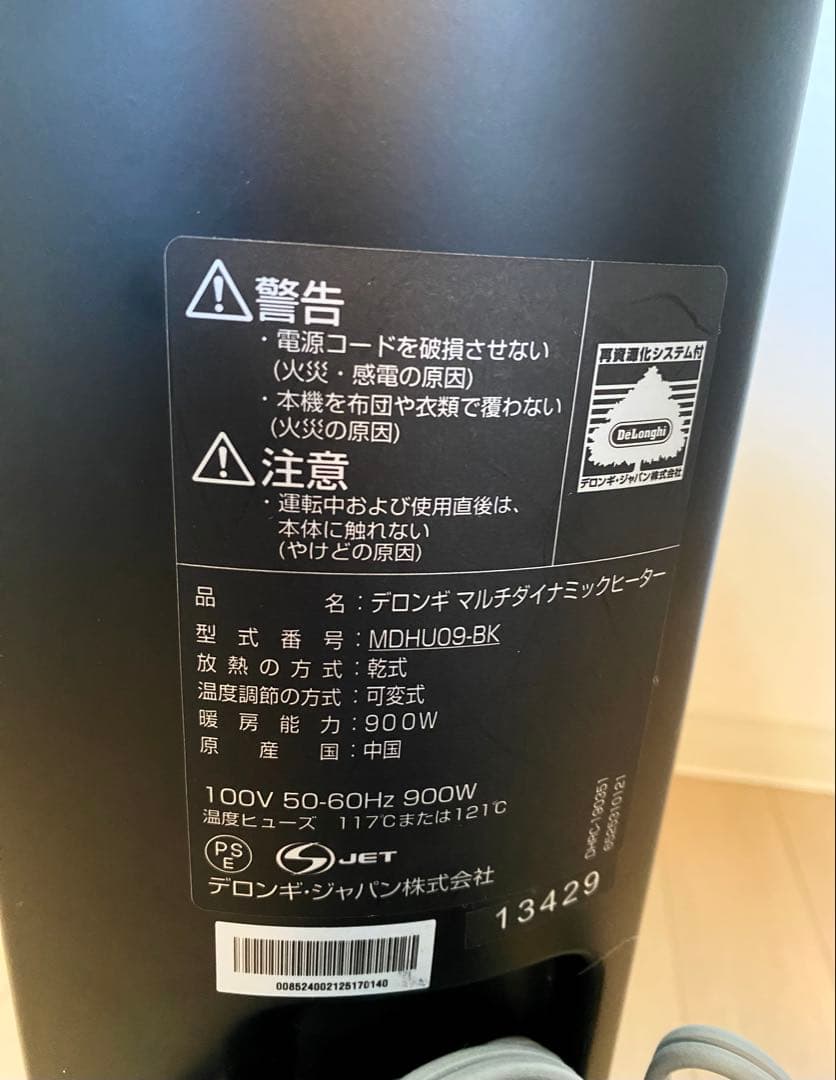 警告
・電源コードを破損させない
(火災・感電の原因)
・本機を布団や衣類で覆わない
(火災の原因)
注意
・運転中および使用直後は、
本体に触れない
(やけどの原因)
再資源化システム付
DeLonghi
デロンギ・ジャパン株式会社
品名：デロンギ マルチダイナミックヒーター
型式番号：MDHU09-BK
放熱の方式：乾式
温度調節の方式：可変式
暖房能力：900W
原産国：中国
100V 50-60Hz 900W
温度ヒューズ 117℃または121℃
PS
E
JET
デロンギ・ジャパン株式会社
DHRC-190351
6525310121
13429
008524002125170140